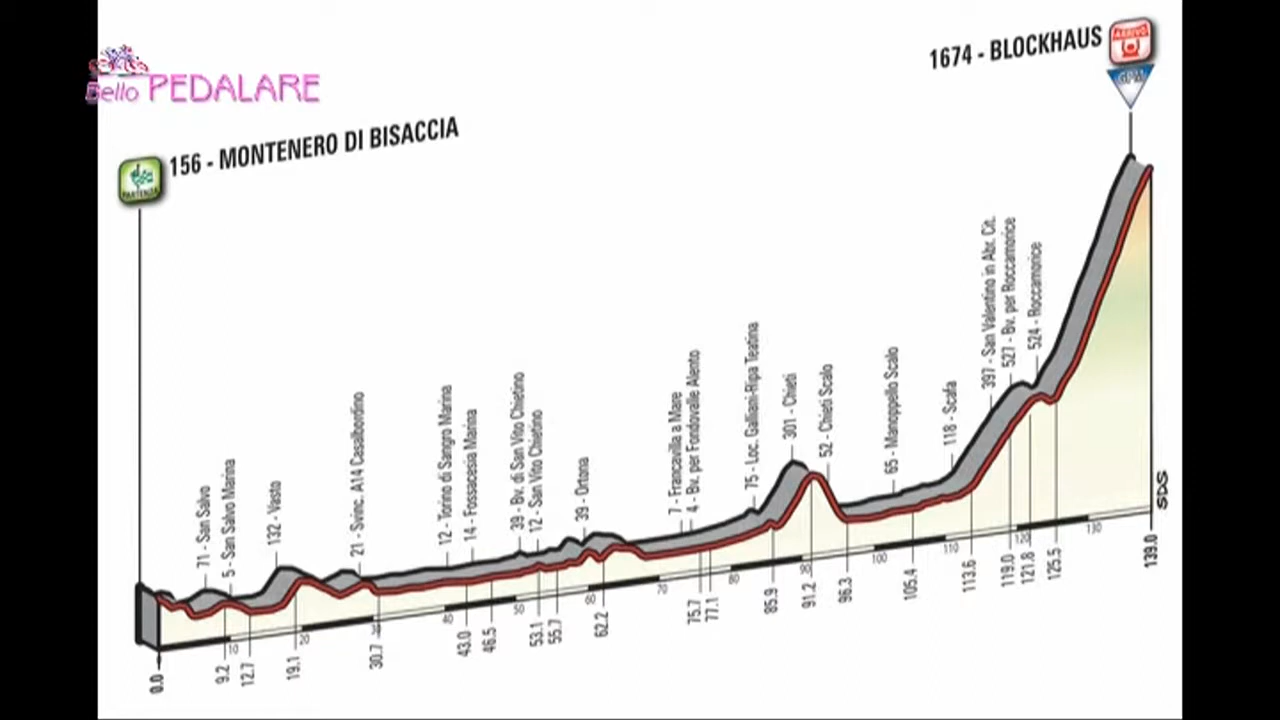 Bello PEDALARE
1674 - BLOCKHAUS
ARRIVO
GPM
156 - MONTENERO DI BISACCIA
PARTENZA
71 - San Salvo
5 - San Salvo Marina
132 - Vasto
21 - Svinc. A14 Casalbordino
12 - Torino di Sangro Marina
14 - Fossacesia Marina
39 - Bv. di San Vito Chietino
12 - San Vito Chietino
39 - Ortona
7 - Francavilla a Mare
4 - Bv. per Fondovalle Alento
75 - Loc. Galliani-Ripa Teatina
301 - Chieti
52 - Chieti Scalo
65 - Manoppello Scalo
118 - Scafa
397 - San Valentino in Abr. Cit.
527 - Bv. per Roccamorice
524 - Roccamorice
SDS
10
20
30
40
50
60
70
80
90
100
110
120
130
0.0
9.2
12.7
19.1
30.7
43.0
46.5
53.1
55.7
62.2
75.7
77.1
85.9
91.2
96.3
105.4
113.6
119.0
121.8
125.5
139.0